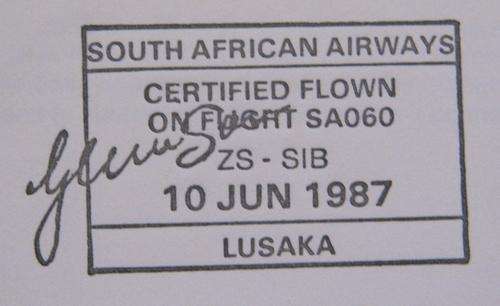 SOUTH AFRICAN AIRWAYS
CERTIFIED FLOWN
ON FLIGHT SA060
ZS - SIB
10 JUN 1987
LUSAKA